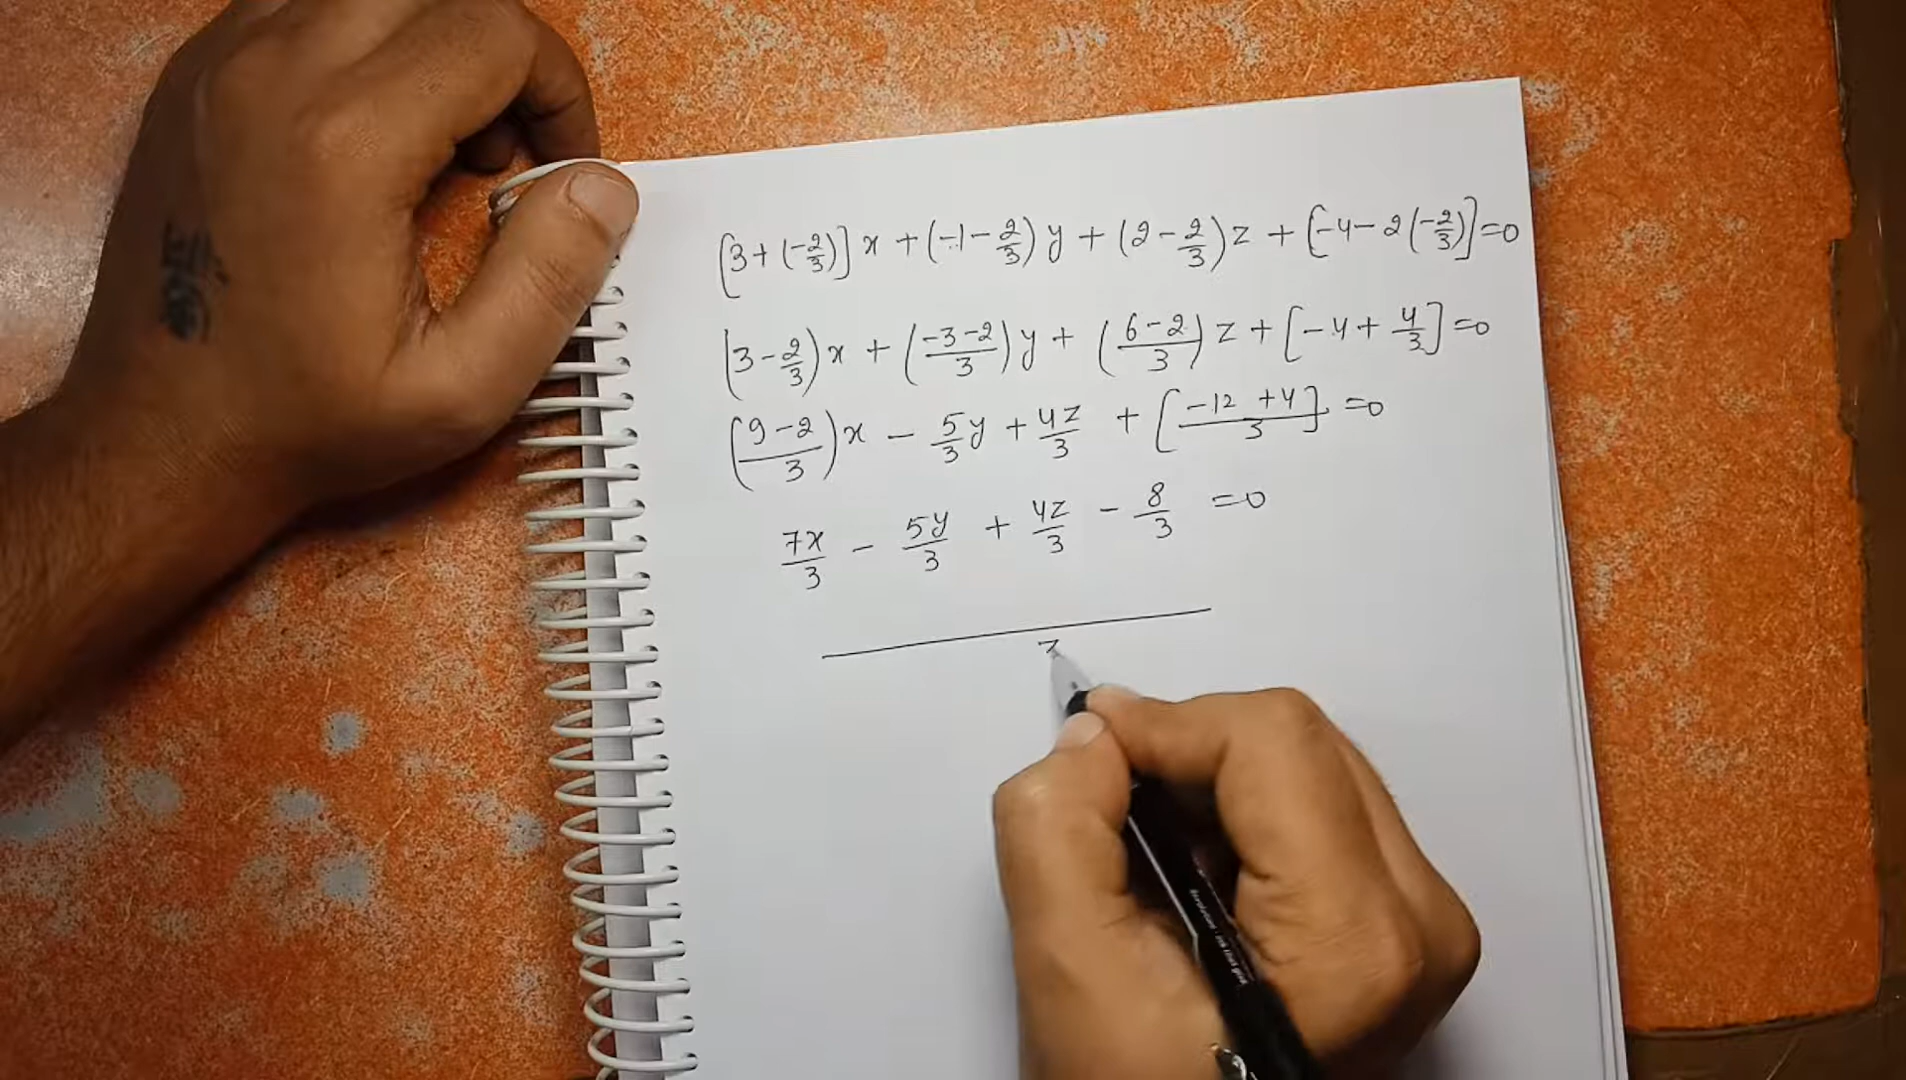 [3+(-2/3)]x+(-1-2/3)y+(2-2/3)z+[-4-2(-2/3)]=0
(3-2/3)x+(-3-2/3)y+(6-2/3)z+[-4+4/3]=0
(9-2/3)x-5/3y+4z/3+[-12+4/3]=0
7x/3-5y/3+4z/3-8/3=0